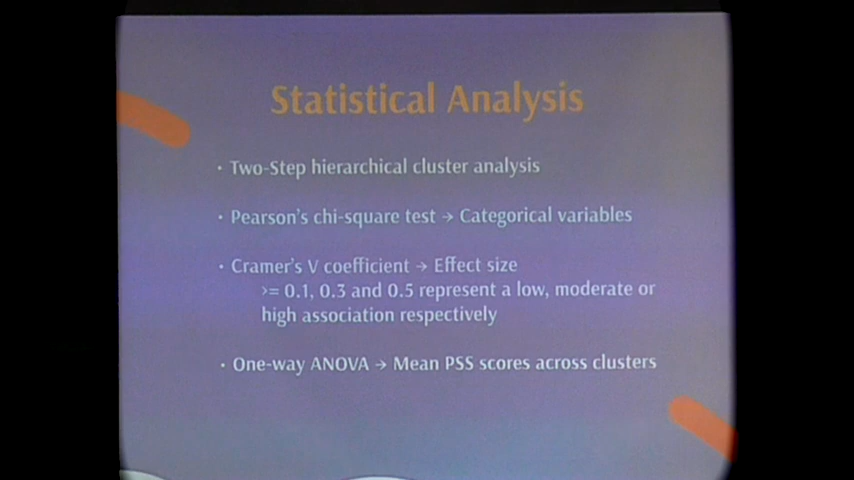 Statistical Analysis
• Two-Step hierarchical cluster analysis
• Pearson's chi-square test → Categorical variables
• Cramer's V coefficient → Effect size
>= 0.1, 0.3 and 0.5 represent a low, moderate or
high association respectively
• One-way ANOVA → Mean PSS scores across clusters